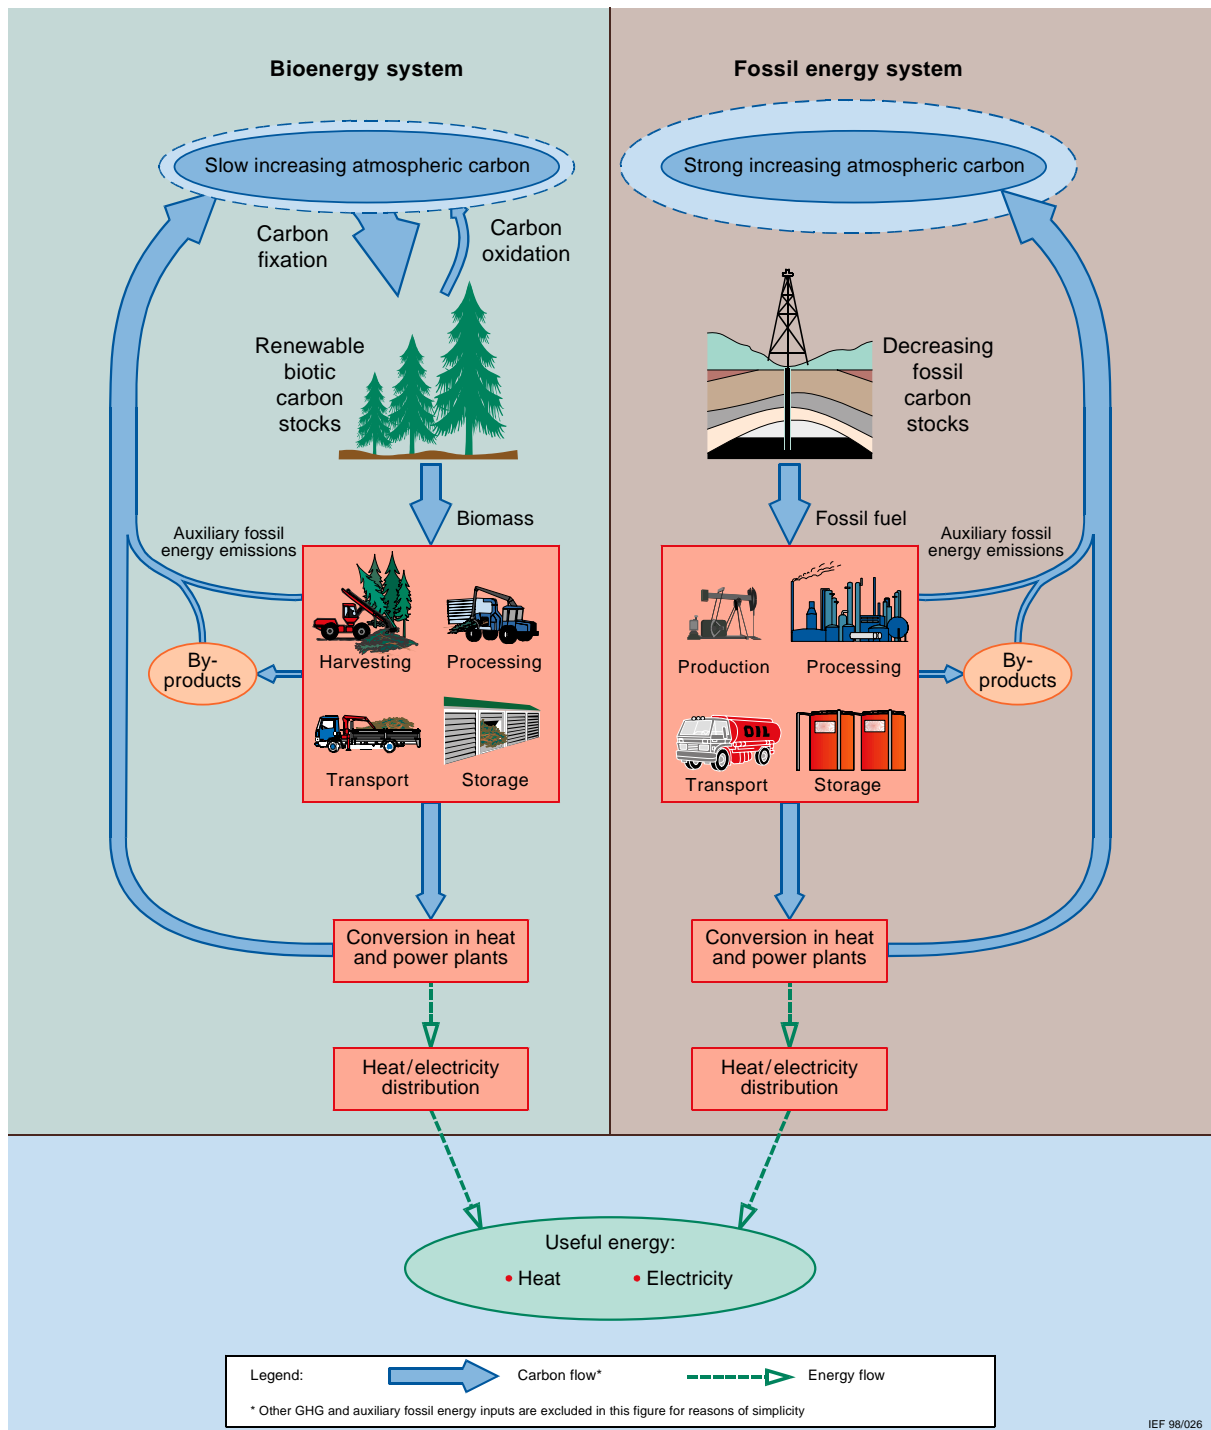 Bioenergy system
Slow increasing atmospheric carbon
Carbon
fixation
Carbon
oxidation
Renewable
biotic
carbon
stocks
Biomass
Auxiliary fossil
energy emissions
Harvesting
Processing
By-
products
Transport
Storage
Conversion in heat
and power plants
Heat/electricity
distribution
Fossil energy system
Strong increasing atmospheric carbon
Decreasing
fossil
carbon
stocks
Fossil fuel
Auxiliary fossil
energy emissions
Production
Processing
By-
products
OIL
Transport
Storage
Conversion in heat
and power plants
Heat/electricity
distribution
Useful energy:
• Heat • Electricity
Legend: Carbon flow* Energy flow
* Other GHG and auxiliary fossil energy inputs are excluded in this figure for reasons of simplicity
IEF 98/026